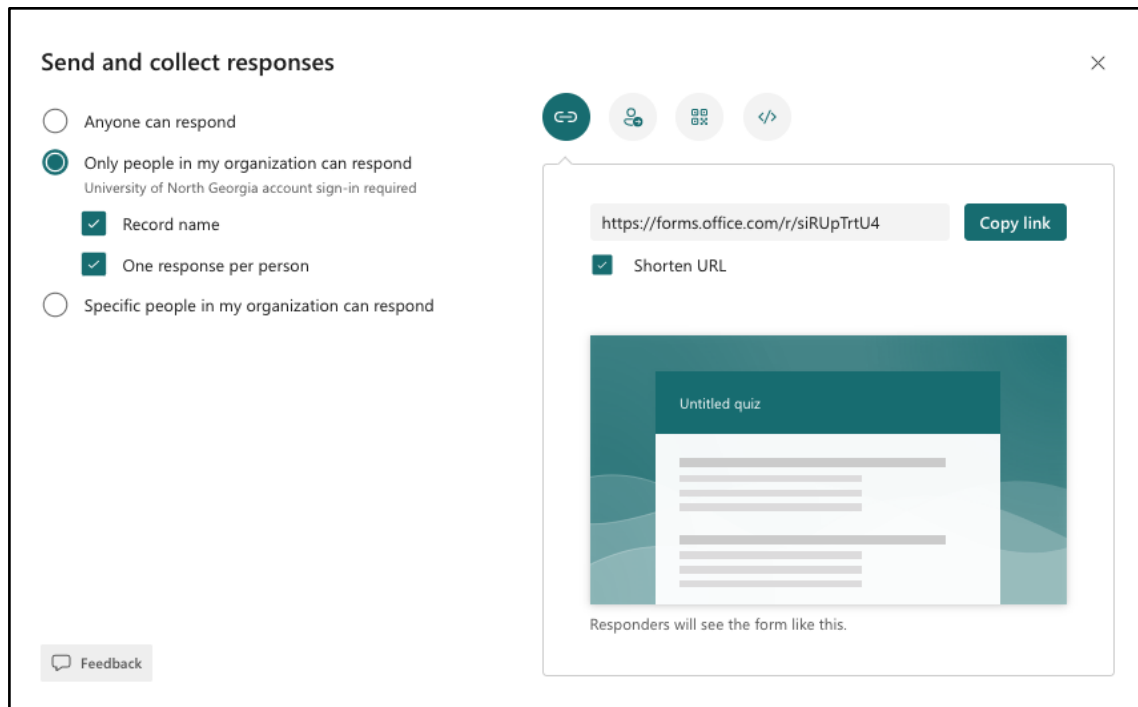 Send and collect responses
Anyone can respond
Only people in my organization can respond
University of North Georgia account sign-in required
Record name
One response per person
Specific people in my organization can respond
Feedback
https://forms.office.com/r/siRUpTrtU4
Copy link
Shorten URL
Untitled quiz
Responders will see the form like this.